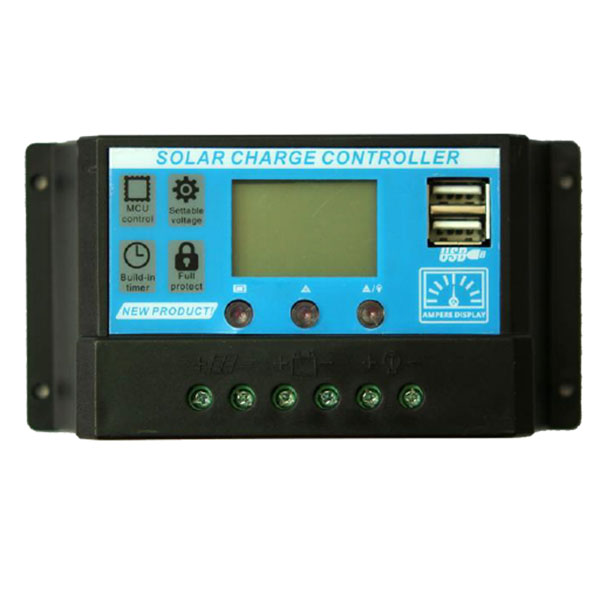 SOLAR CHARGE CONTROLLER
MCU
control
Settable
voltage
Build-in
timer
Full
protect
USB
NEW PRODUCT!
AMPERE DISPLAY
+ -
+ -
+ -